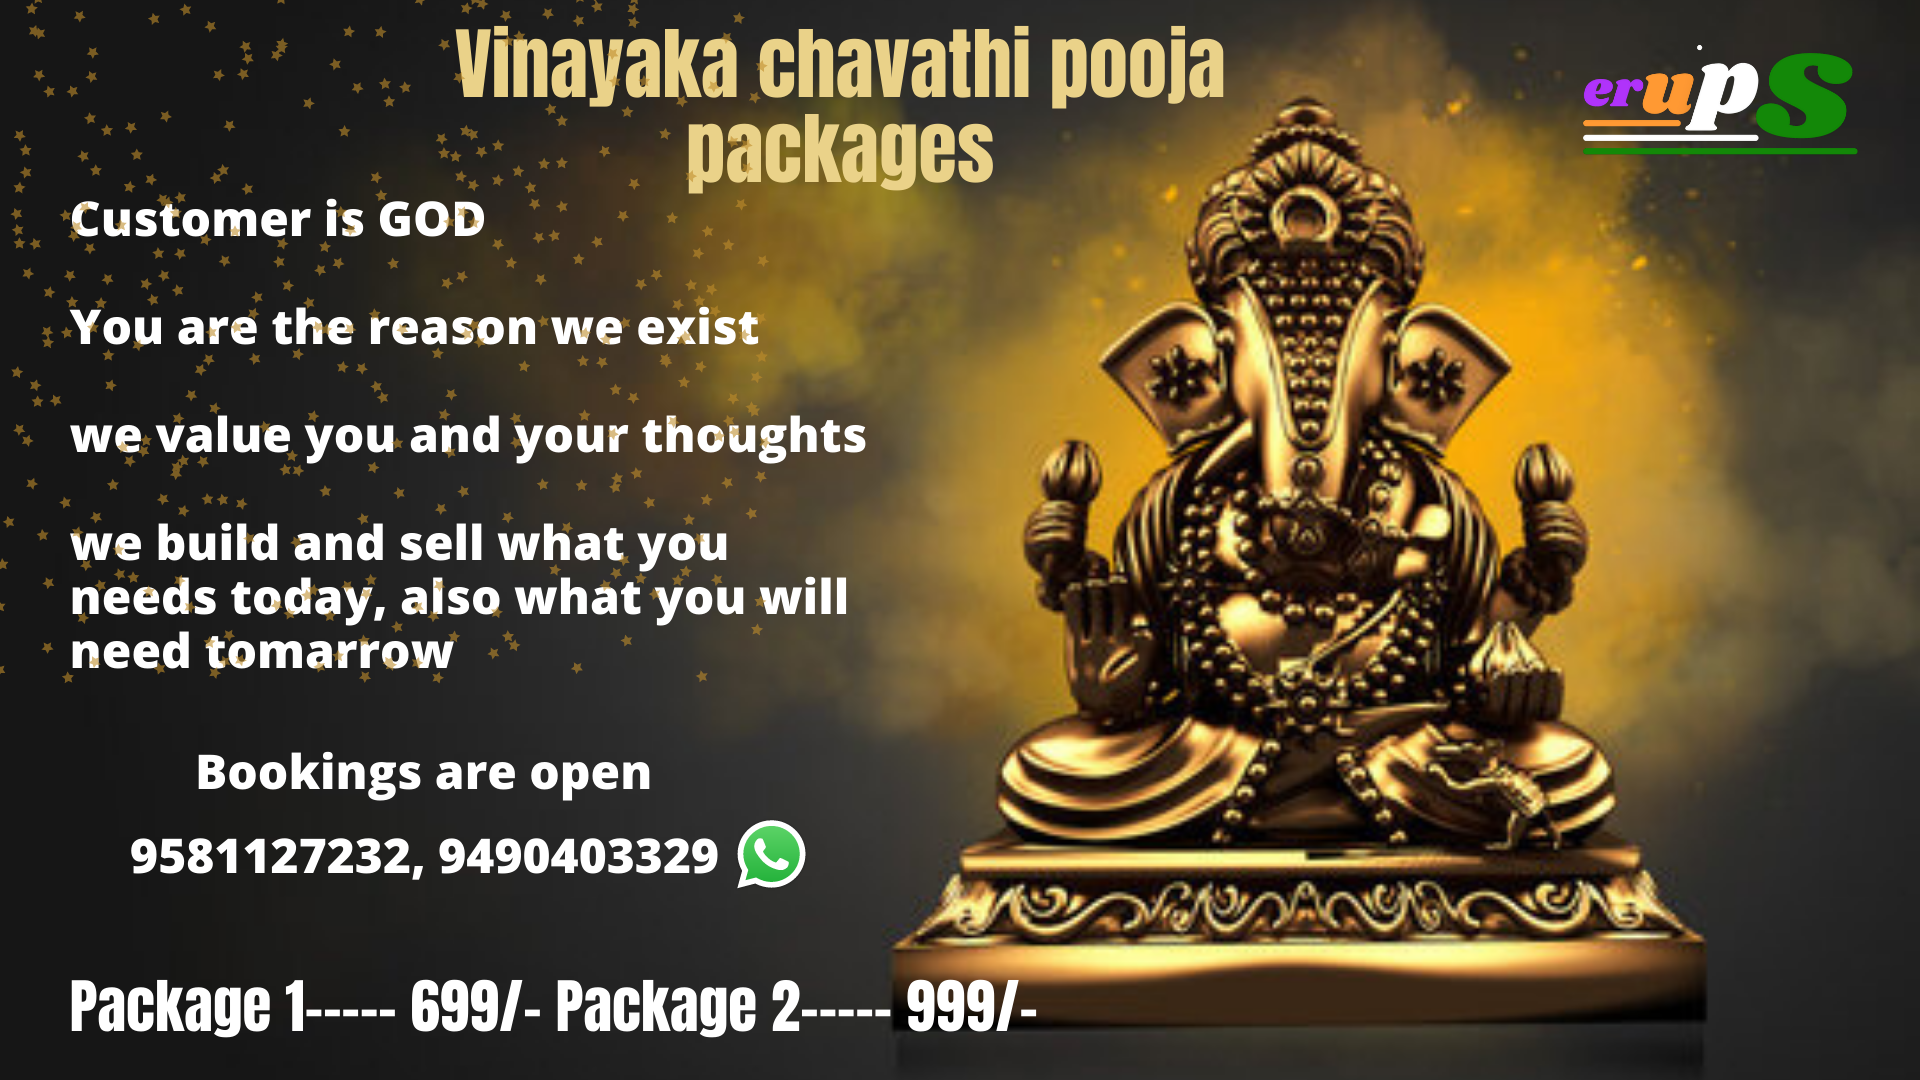 Vinayaka chavathi pooja
packages
erupS
Customer is GOD
You are the reason we exist
we value you and your thoughts
we build and sell what you
needs today, also what you will
need tomarrow
Bookings are open
9581127232, 9490403329
Package 1----- 699/- Package 2----- 999/-